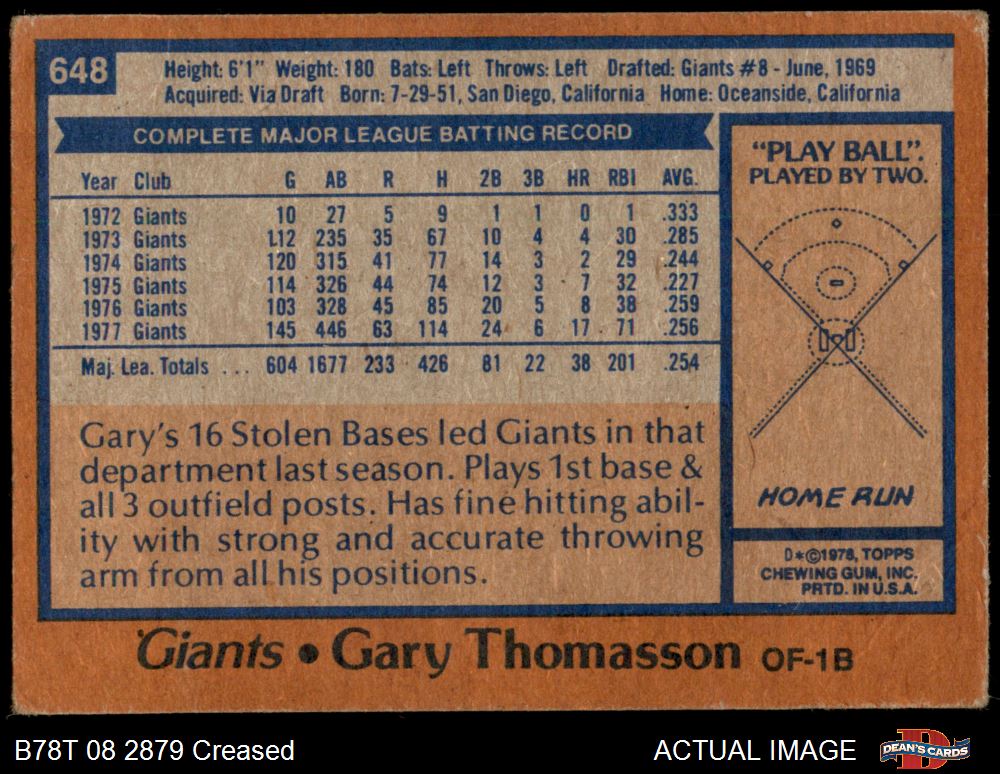 648
Height: 6'1" Weight: 180 Bats: Left Throws: Left Drafted: Giants #8 - June, 1969
Acquired: Via Draft Born: 7-29-51, San Diego, California Home: Oceanside, California
COMPLETE MAJOR LEAGUE BATTING RECORD
Year Club G AB R H 2B 3B HR RBI AVG.
1972 Giants 10 27 5 9 1 1 0 1 .333
1973 Giants 112 235 35 67 10 4 4 30 .285
1974 Giants 120 315 41 77 14 3 2 29 .244
1975 Giants 114 326 44 74 12 3 7 32 .227
1976 Giants 103 328 45 85 20 5 8 38 .259
1977 Giants 145 446 63 114 24 6 17 71 .256
Maj. Lea. Totals ... 604 1677 233 426 81 22 38 201 .254
Gary's 16 Stolen Bases led Giants in that
department last season. Plays 1st base &
all 3 outfield posts. Has fine hitting abil-
ity with strong and accurate throwing
arm from all his positions.
"PLAY BALL".
PLAYED BY TWO.
HOME RUN
D*©1978, TOPPS
CHEWING GUM, INC.
PRTD. IN U.S.A.
Giants • Gary Thomasson OF-1B
B78T 08 2879 Creased
ACTUAL IMAGE
DEAN'S CARDS